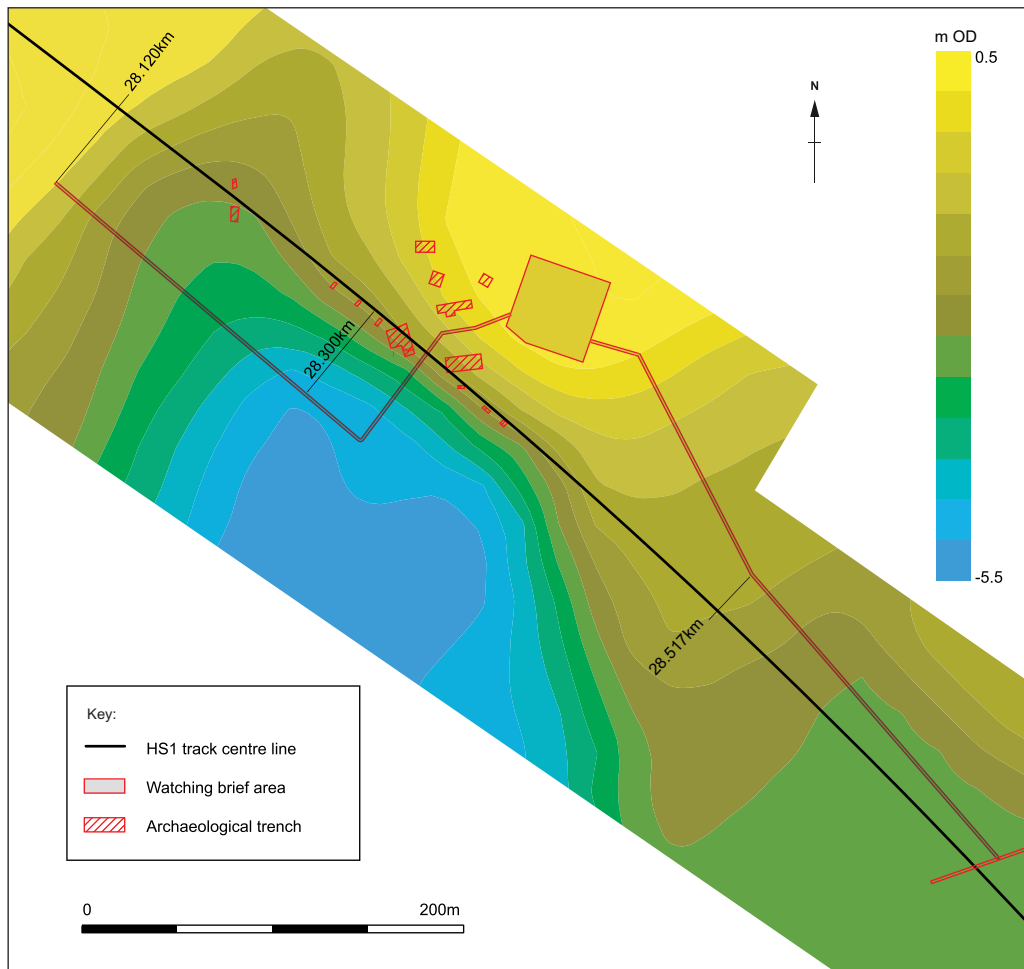 m OD
0.5
N
28.120km
28.300km
28.517km
-5.5
Key:
HS1 track centre line
Watching brief area
Archaeological trench
0
200m